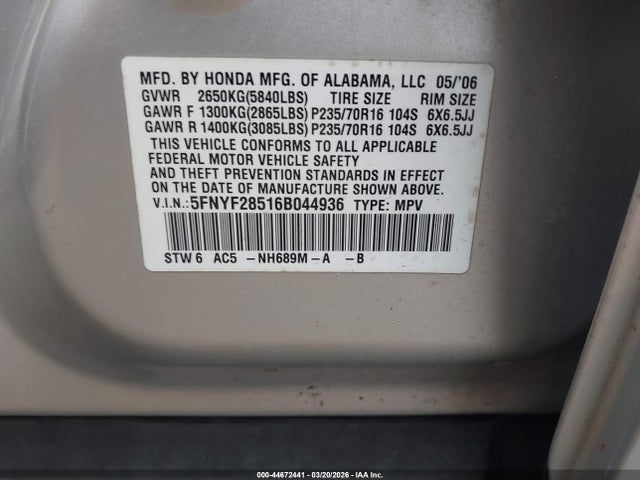 MFD. BY HONDA MFG. OF ALABAMA, LLC 05/'06
GVWR 2650KG(5840LBS) TIRE SIZE RIM SIZE
GAWR F 1300KG(2865LBS) P235/70R16 104S 6X6.5JJ
GAWR R 1400KG(3085LBS) P235/70R16 104S 6X6.5JJ
THIS VEHICLE CONFORMS TO ALL APPLICABLE
FEDERAL MOTOR VEHICLE SAFETY
AND THEFT PREVENTION STANDARDS IN EFFECT
ON THE DATE OF MANUFACTURE SHOWN ABOVE.
V.I.N.: 5FNYF28516B044936 TYPE: MPV
STW 6 AC5 -NH689M-A -B
000-44672441 - 03/20/2026 - IAA Inc.